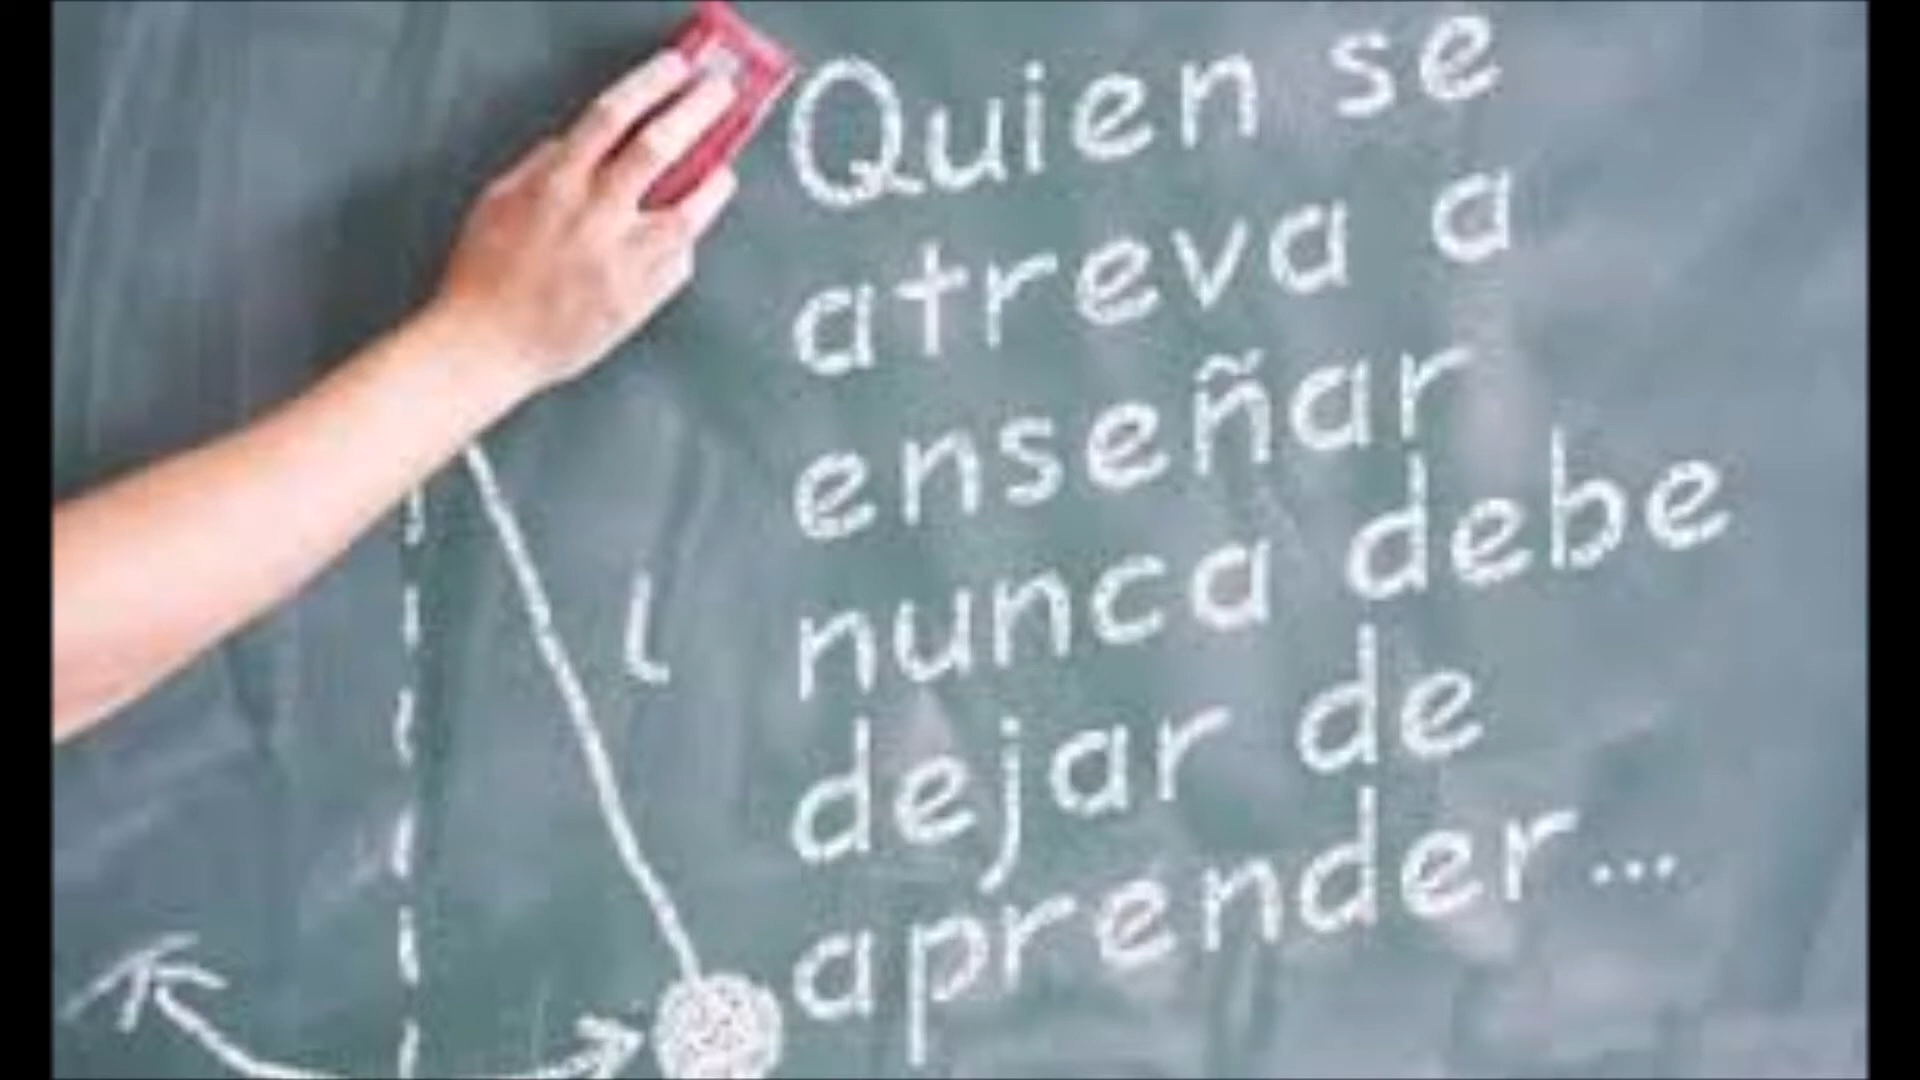 Quien se
atreva a
enseñar
nunca debe
dejar de
aprender...
l